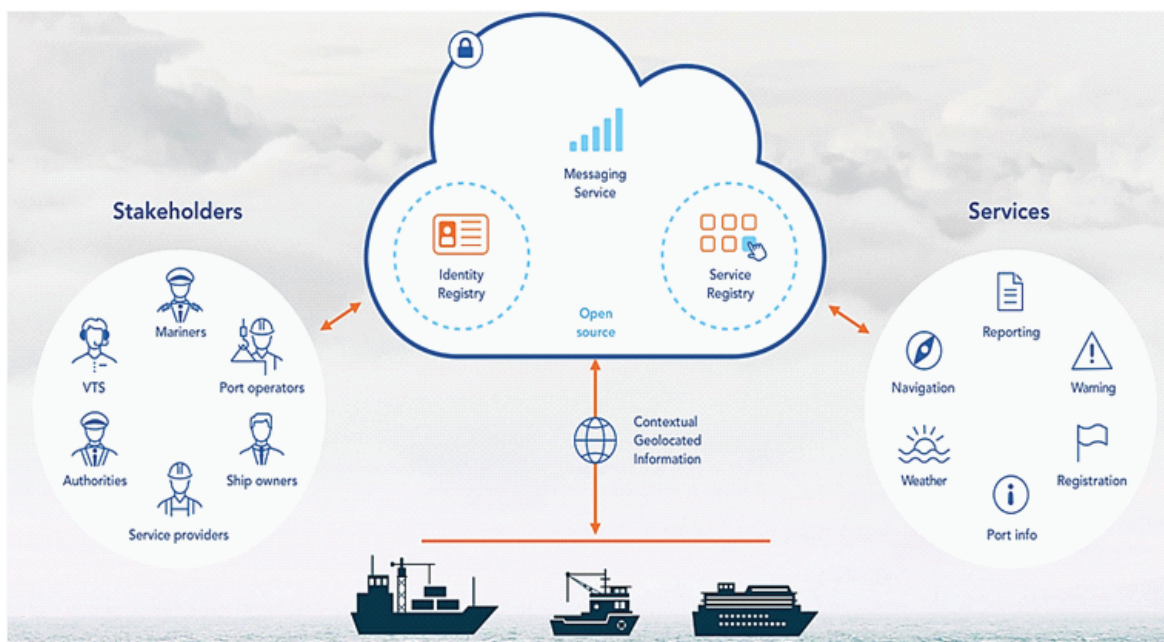 Messaging
Service
Stakeholders
Services
Identity
Registry
Service
Registry
Open
source
Mariners
VTS
Port operators
Authorities
Ship owners
Service providers
Reporting
Navigation
Warning
Weather
Registration
Port info
Contextual
Geolocated
Information